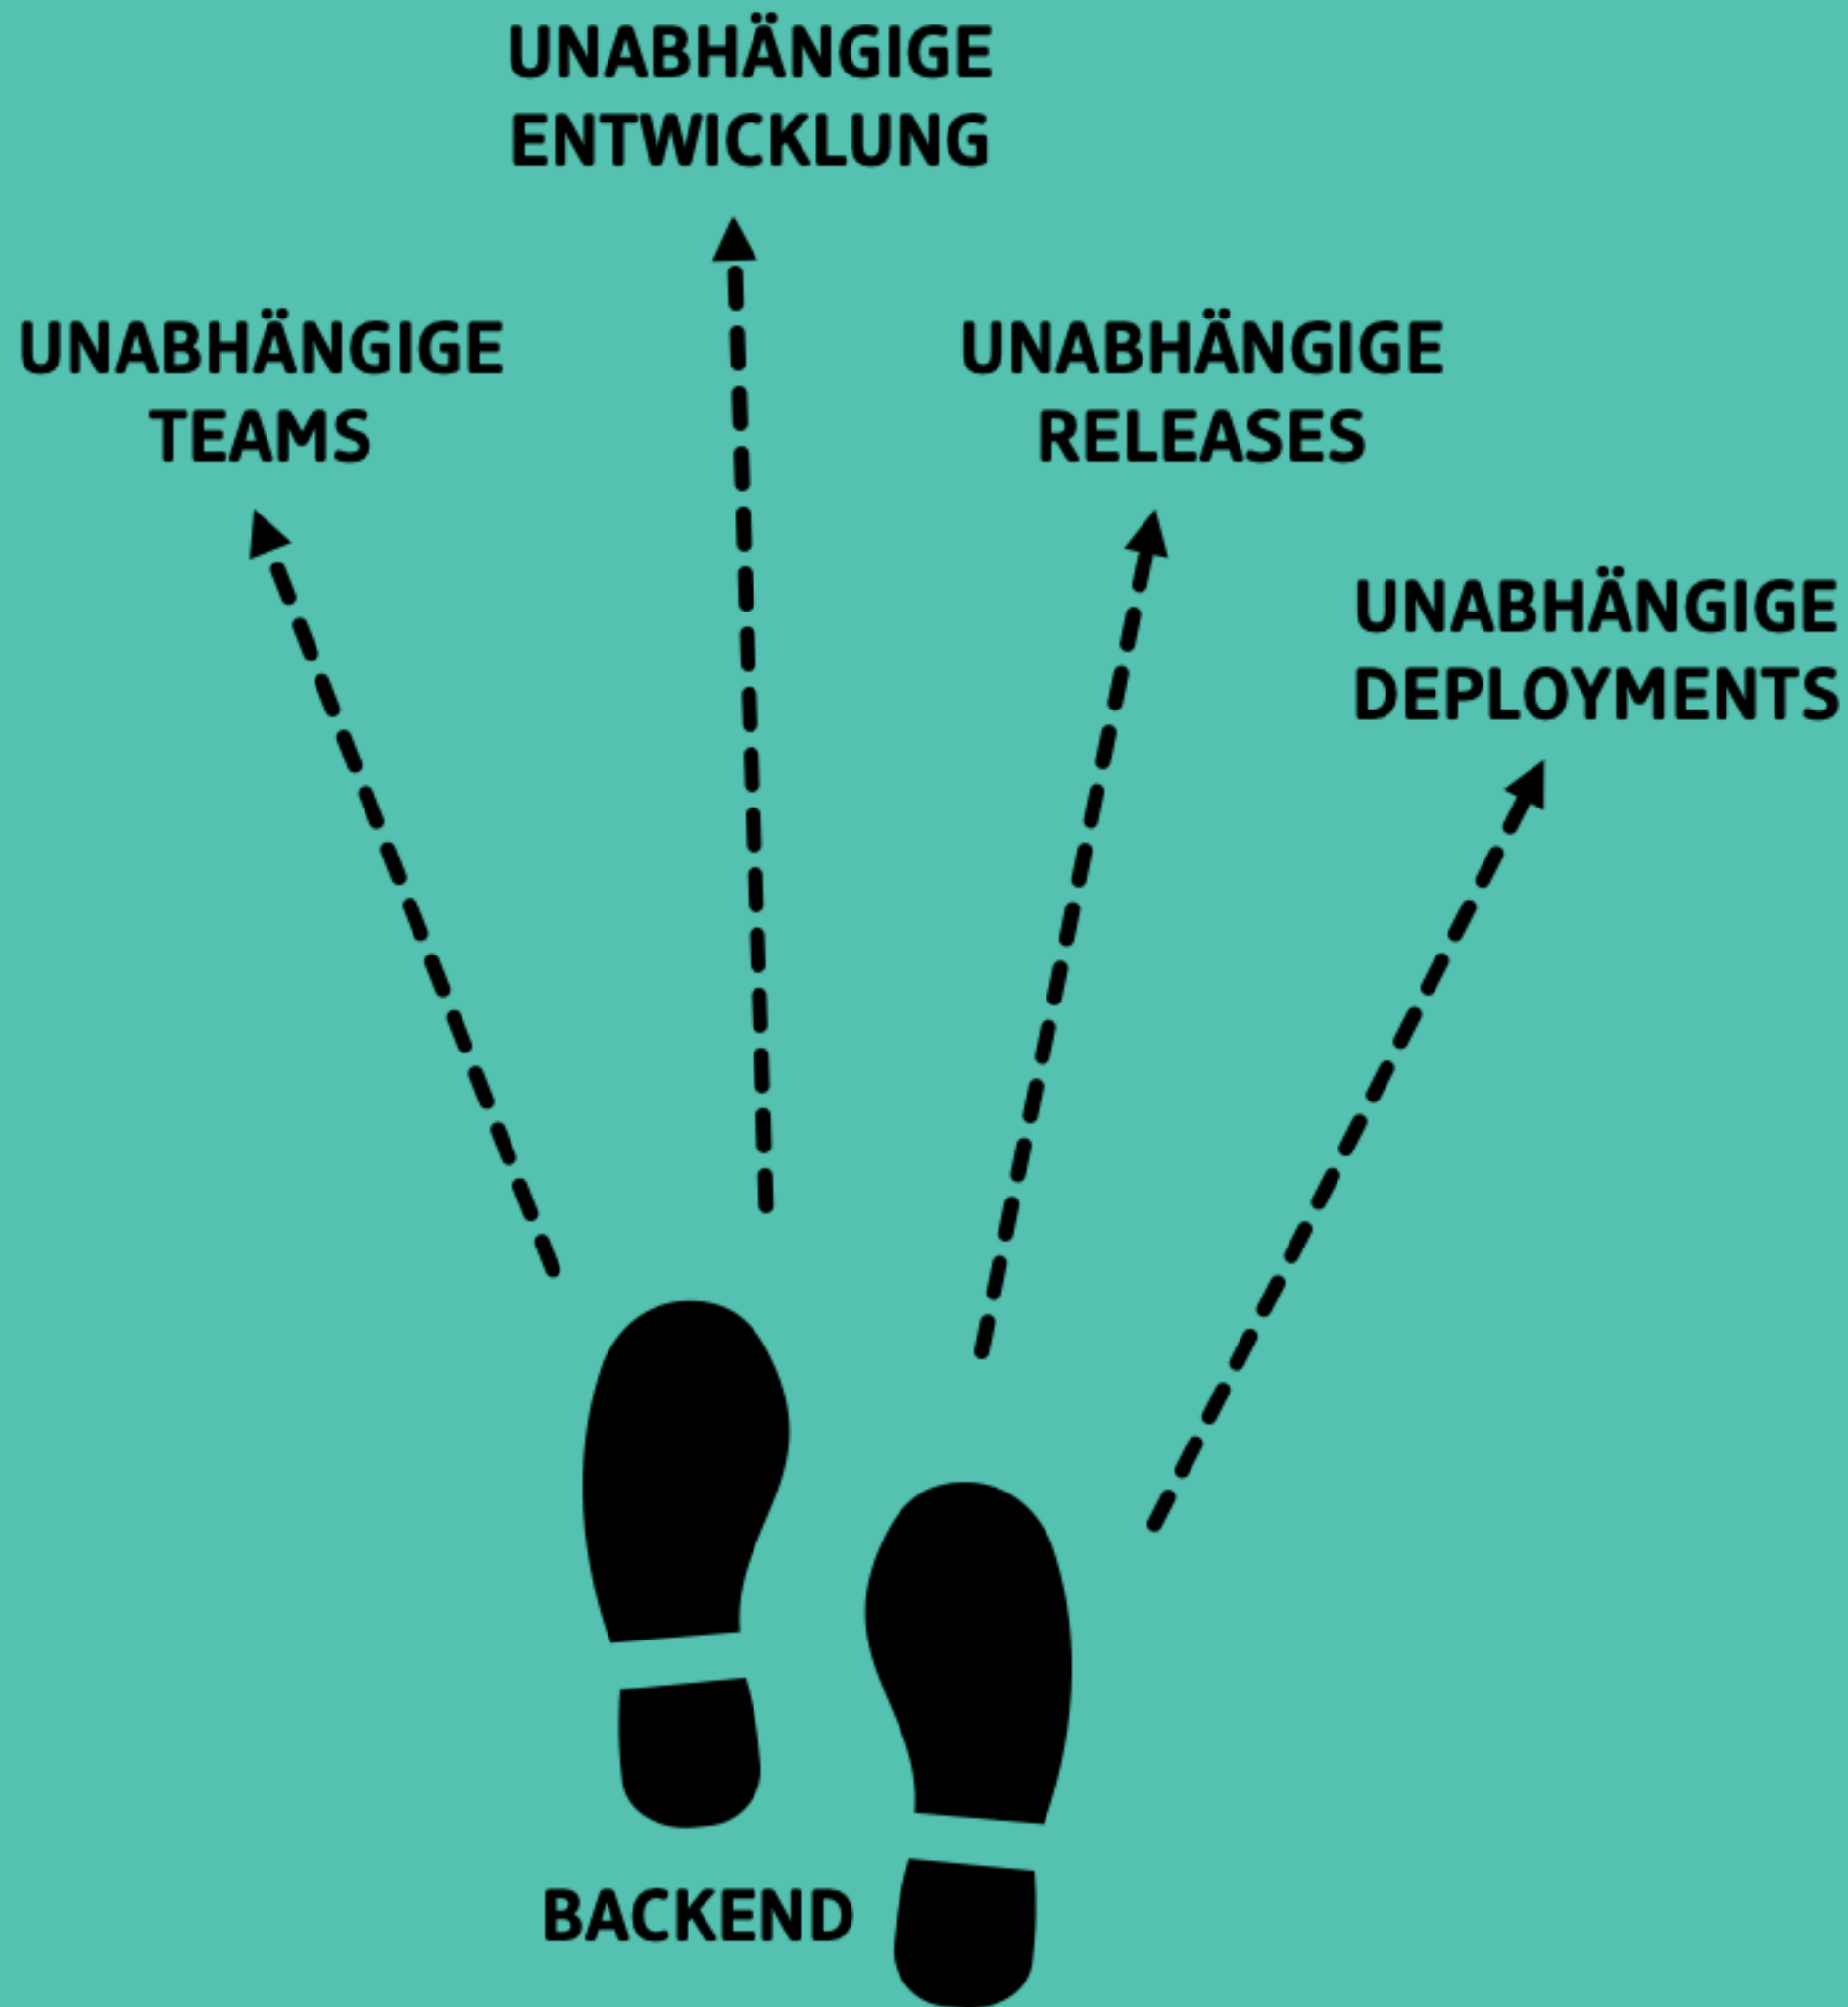 UNABHÄNGIGE
ENTWICKLUNG
UNABHÄNGIGE
TEAMS
UNABHÄNGIGE
RELEASES
UNABHÄNGIGE
DEPLOYMENTS
BACKEND